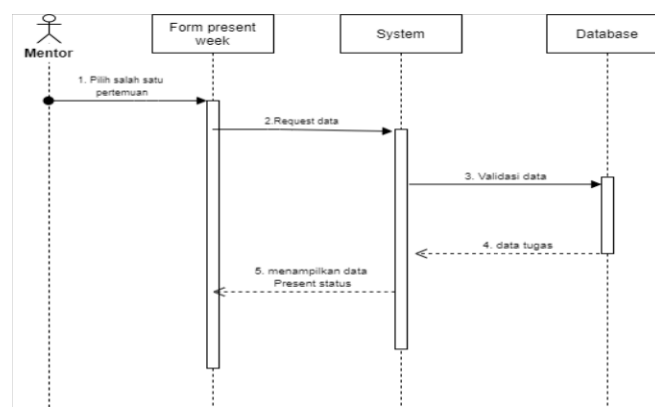 Mentor
Form present
week
System
Database
1. Pilih salah satu
pertemuan
2.Request data
3. Validasi data
4. data tugas
5. menampilkan data
Present status